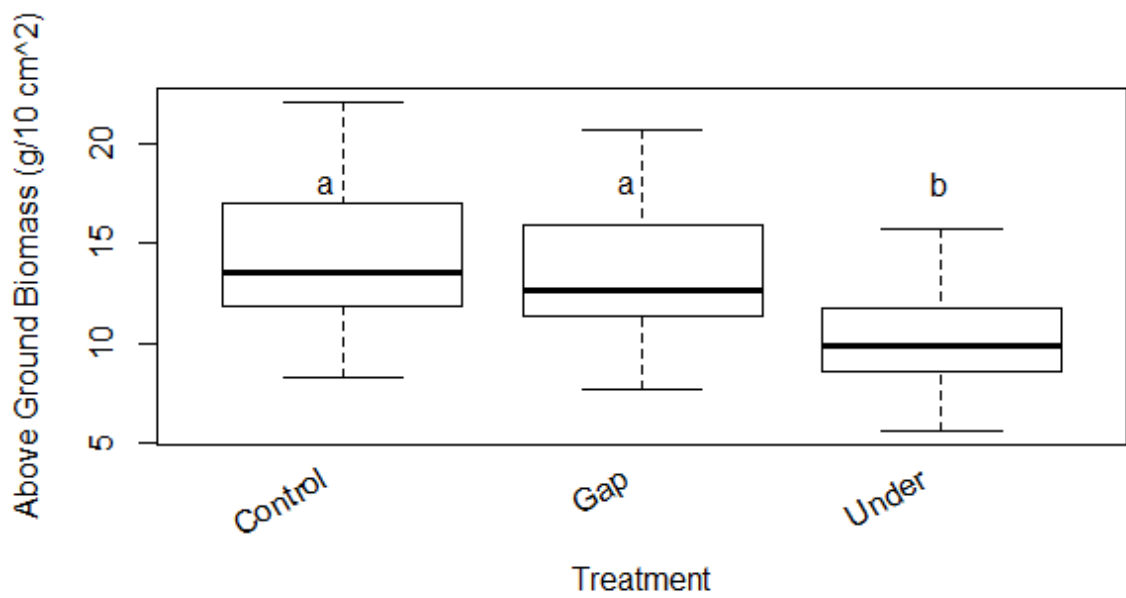 Above Ground Biomass (g/10 cm^2)
20
15
10
5
a
a
b
Control
Gap
Under
Treatment